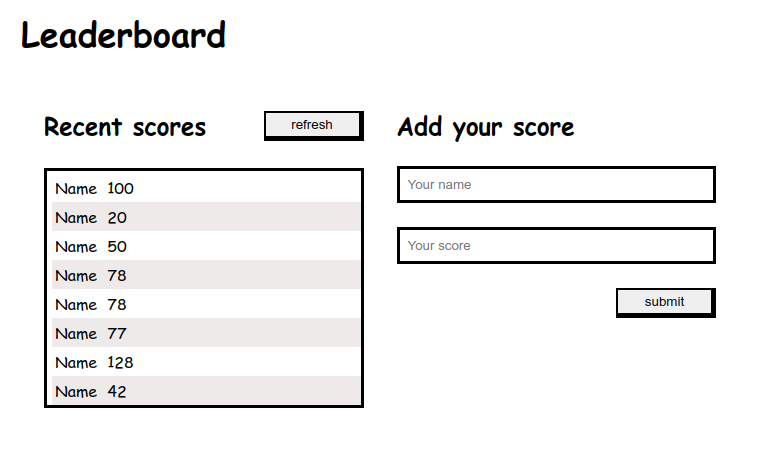 Leaderboard
Recent scores
refresh
Name 100
Name 20
Name 50
Name 78
Name 78
Name 77
Name 128
Name 42
Add your score
Your name
Your score
submit